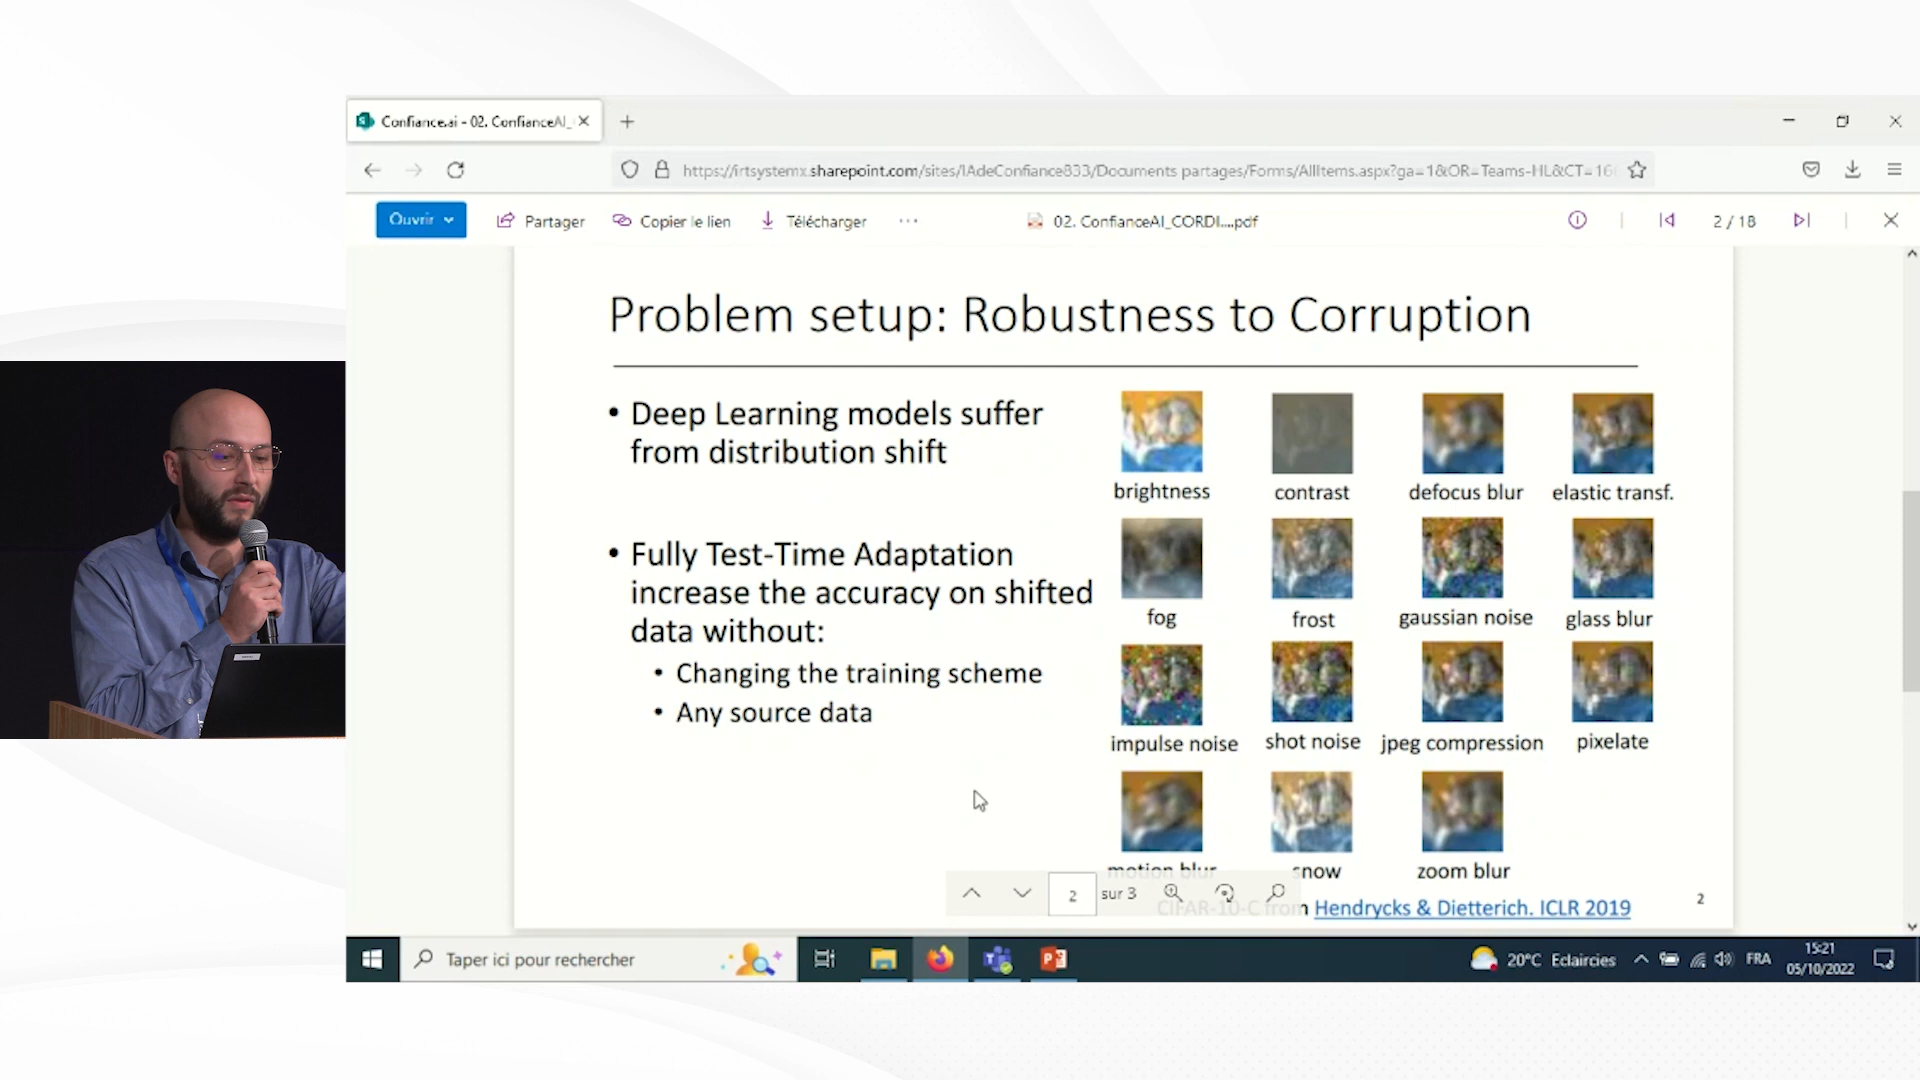 Confiance.ai - 02. ConfianceAI_
https://irtsystemx.sharepoint.com/sites/IAdeConfiance833/Documents partages/Forms/AllItems.aspx?ga=1&OR=Teams-HL&CT=16
Ouvrir
Partager
Copier le lien
Télécharger
02. ConfianceAI_CORDI....pdf
2 / 18
Problem setup: Robustness to Corruption
• Deep Learning models suffer
from distribution shift
• Fully Test-Time Adaptation
increase the accuracy on shifted
data without:
• Changing the training scheme
• Any source data
brightness
contrast
defocus blur
elastic transf.
fog
frost
gaussian noise
glass blur
impulse noise
shot noise
jpeg compression
pixelate
motion blur
snow
zoom blur
2 sur 3
CIFAR-10-C from Hendrycks & Dietterich. ICLR 2019
2
Taper ici pour rechercher
20°C Eclaircies
FRA
15:21
05/10/2022